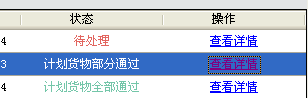 状态 操作
4 待处理 查看详情
3 计划货物部分通过 查看详情
4 计划货物全部通过 查看详情